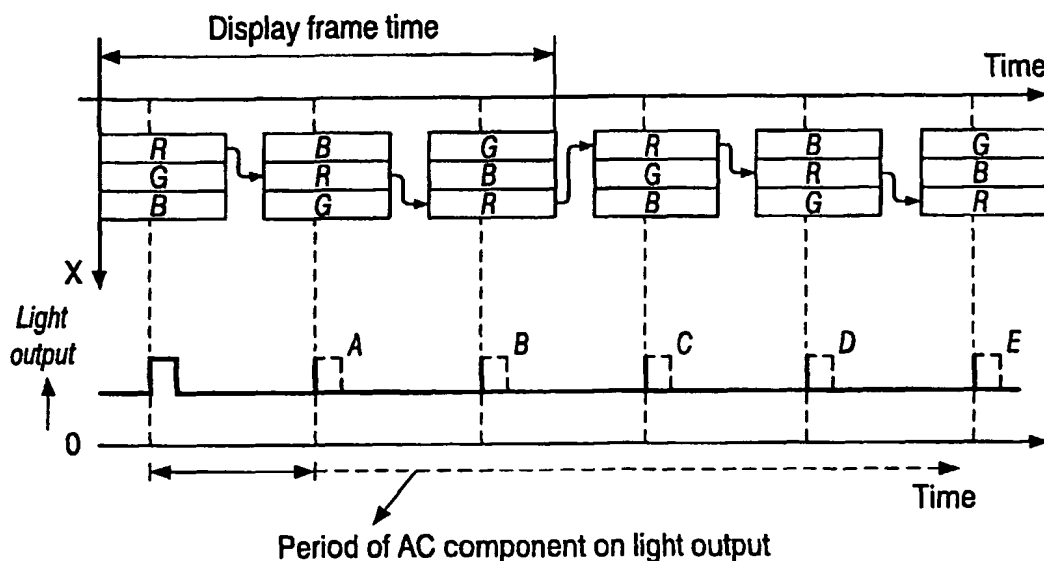 Display frame time
Time
R B G R B G
G R B G R B
B G R B G R
X
Light
output
A B C D E
0
Time
Period of AC component on light output